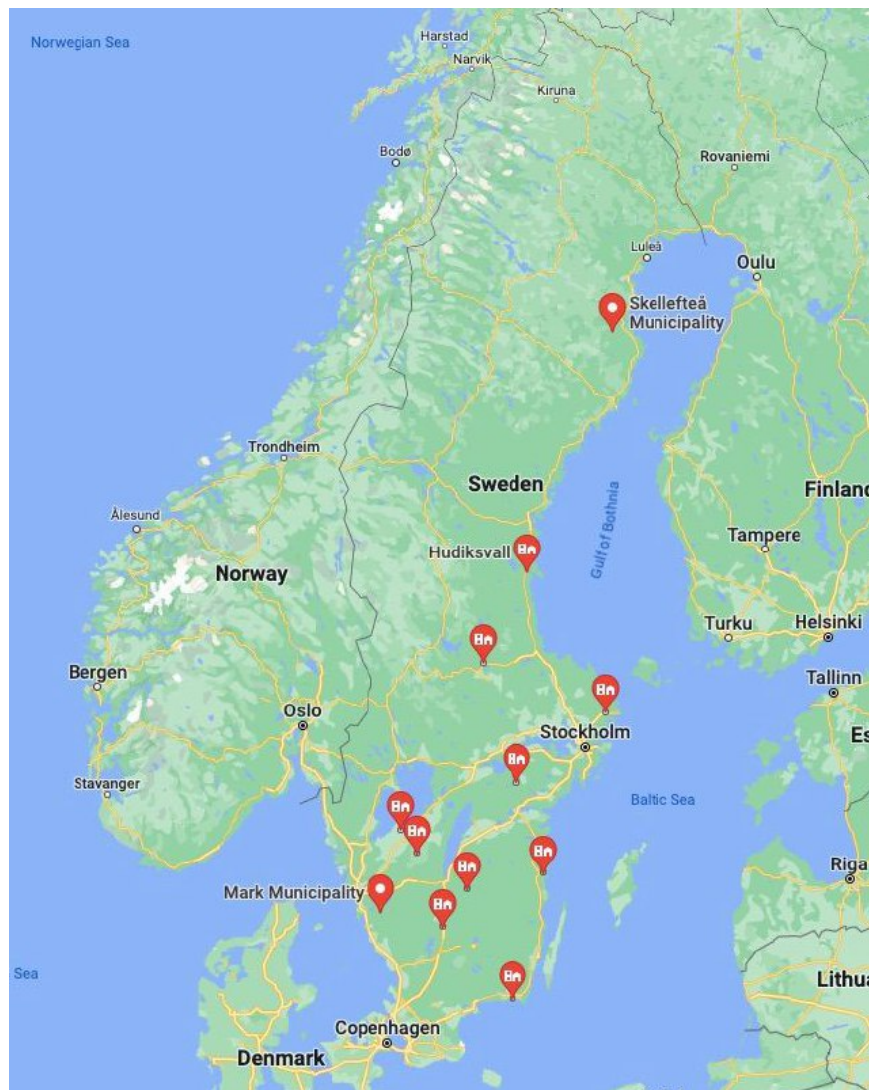 Norwegian Sea
Harstad
Narvik
Kiruna
Bodø
Rovaniemi
Luleå
Oulu
Skellefteå
Municipality
Trondheim
Sweden
Finland
Ålesund
Gulf of Bothnia
Tampere
Hudiksvall
Norway
Turku
Helsinki
Bergen
Tallinn
Oslo
Stockholm
Es
Stavanger
Baltic Sea
Riga
Mark Municipality
Sea
Lithua
Copenhagen
Denmark